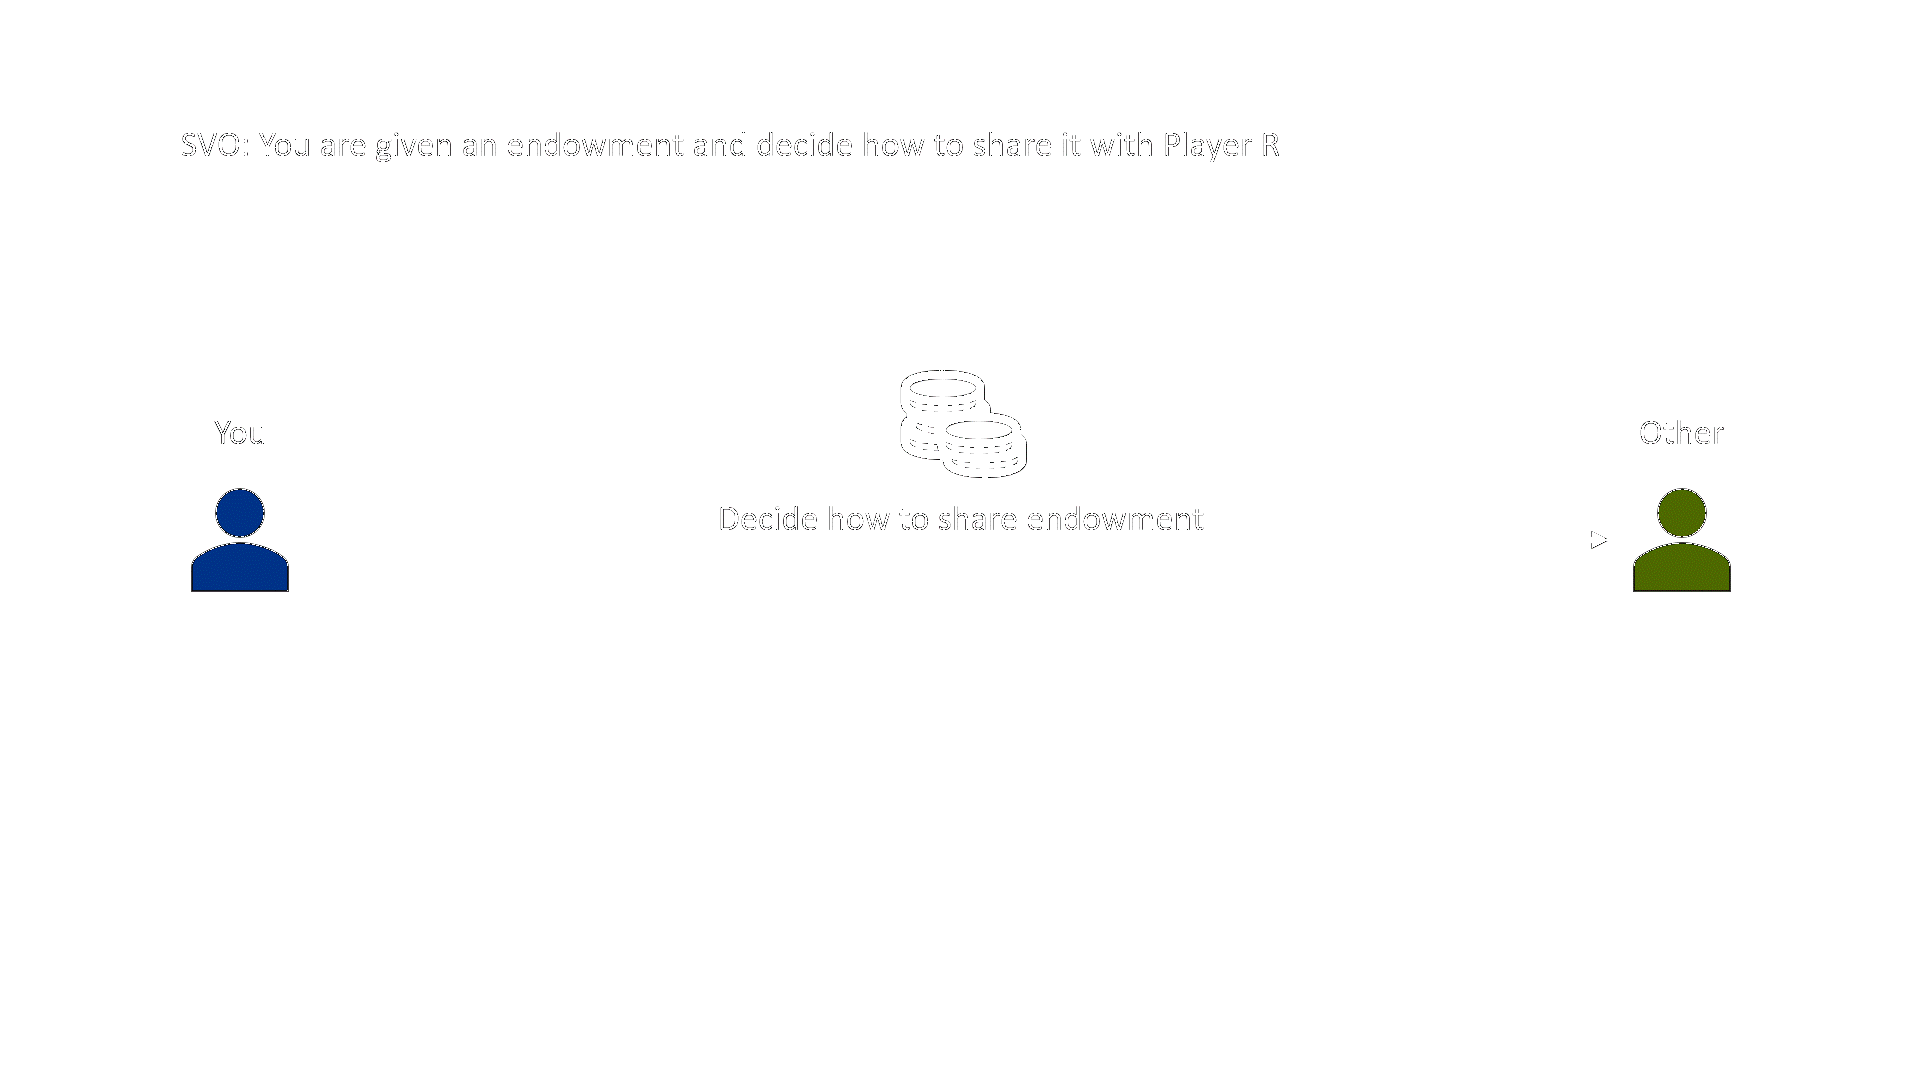 SVO: You are given an endowment and decide how to share it with Player R
You
Other
Decide how to share endowment